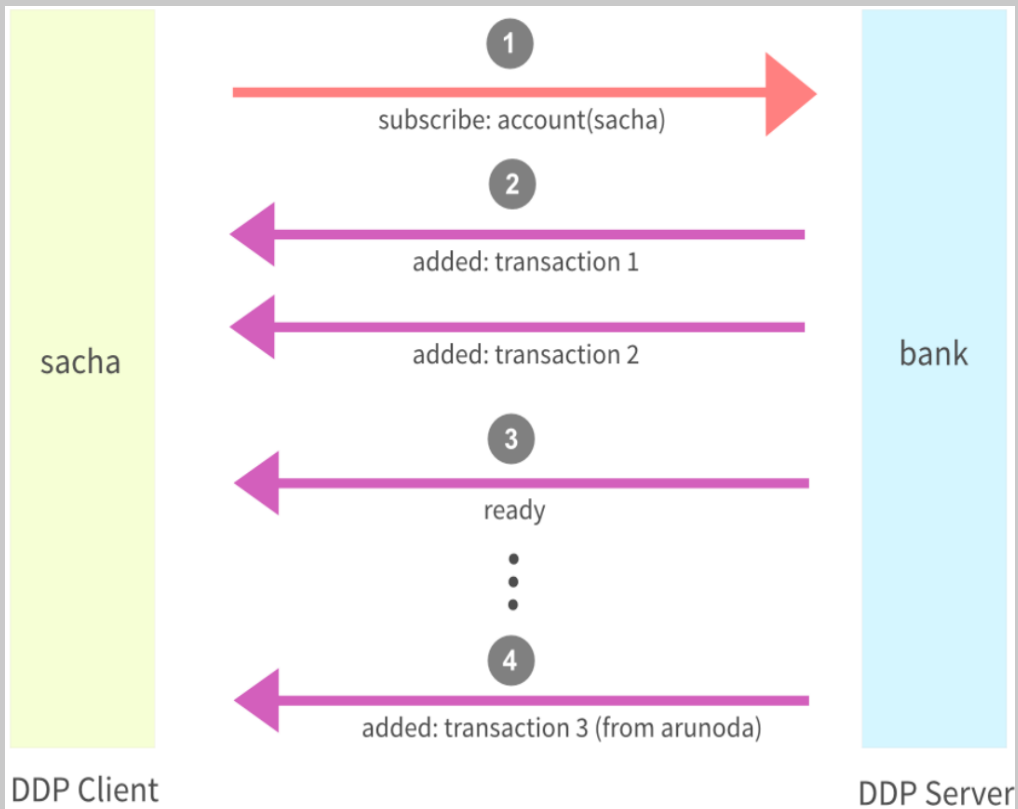 1
subscribe: account(sacha)
2
added: transaction 1
added: transaction 2
sacha
bank
3
ready
4
added: transaction 3 (from arunoda)
DDP Client
DDP Server